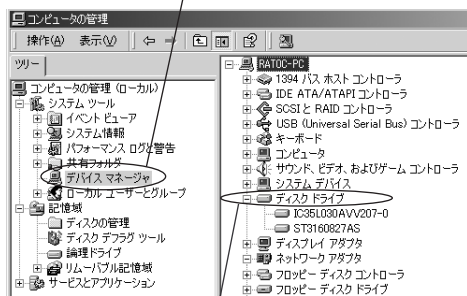 コンピュータの管理
操作(A) 表示(V)
ツリー
コンピュータの管理 (ローカル)
システム ツール
イベント ビューア
システム情報
パフォーマンス ログと警告
共有フォルダ
デバイス マネージャ
ローカル ユーザーとグループ
記憶域
ディスクの管理
ディスク デフラグ ツール
論理ドライブ
リムーバブル記憶域
サービスとアプリケーション
RATOC-PC
1394 バス ホスト コントローラ
IDE ATA/ATAPI コントローラ
SCSI と RAID コントローラ
USB (Universal Serial Bus) コントローラ
キーボード
コンピュータ
サウンド、ビデオ、およびゲーム コントローラ
システム デバイス
ディスク ドライブ
IC35L030AVV207-0
ST3160827AS
ディスプレイ アダプタ
ネットワーク アダプタ
フロッピー ディスク コントローラ
フロッピー ディスク ドライブ